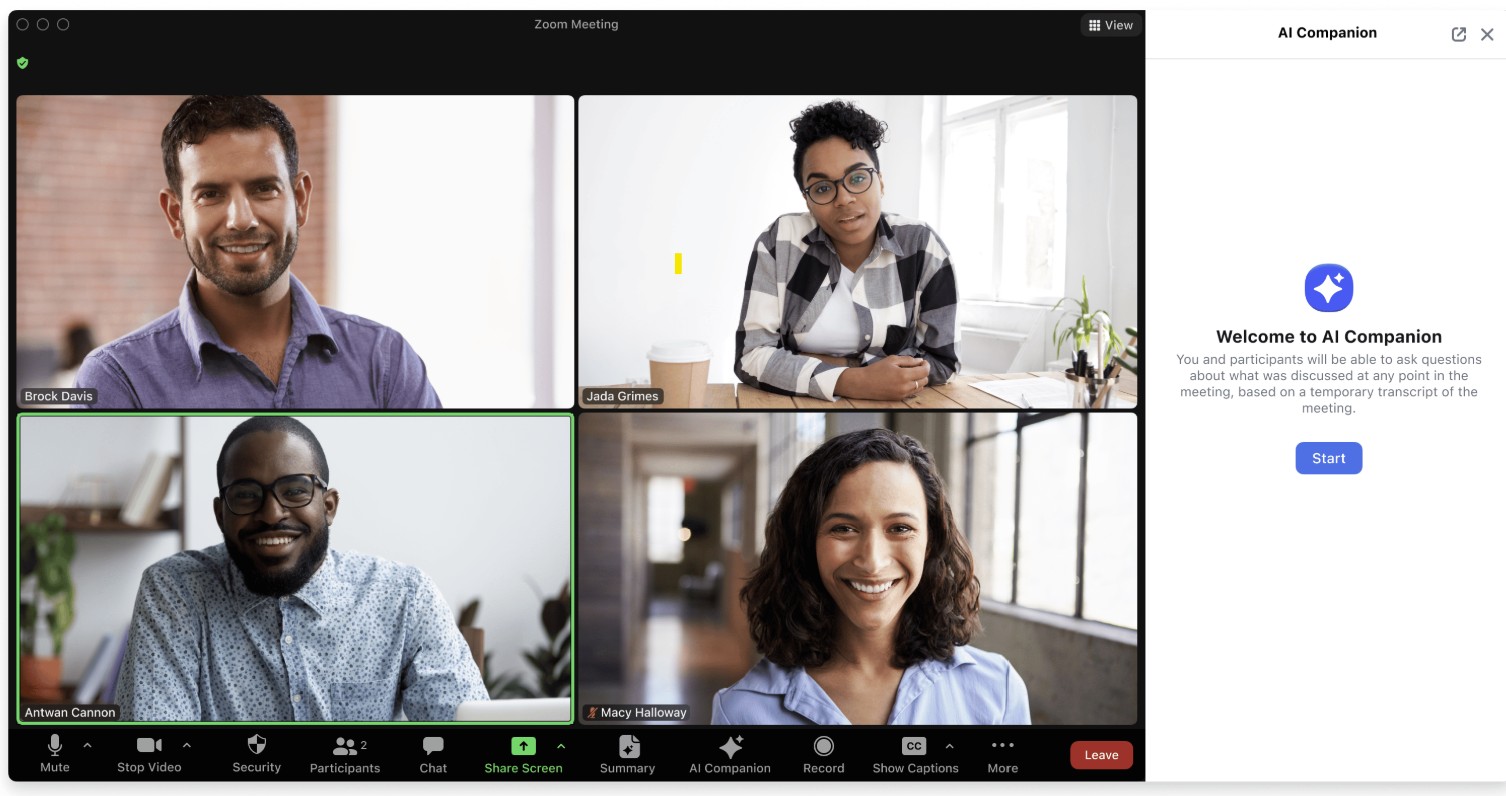 Zoom Meeting
View
AI Companion
Brock Davis
Jada Grimes
Antwan Cannon
Macy Halloway
Welcome to AI Companion
You and participants will be able to ask questions
about what was discussed at any point in the
meeting, based on a temporary transcript of the
meeting.
Start
Mute
Stop Video
Security
Participants
2
Chat
Share Screen
Summary
AI Companion
Record
CC
Show Captions
More
Leave